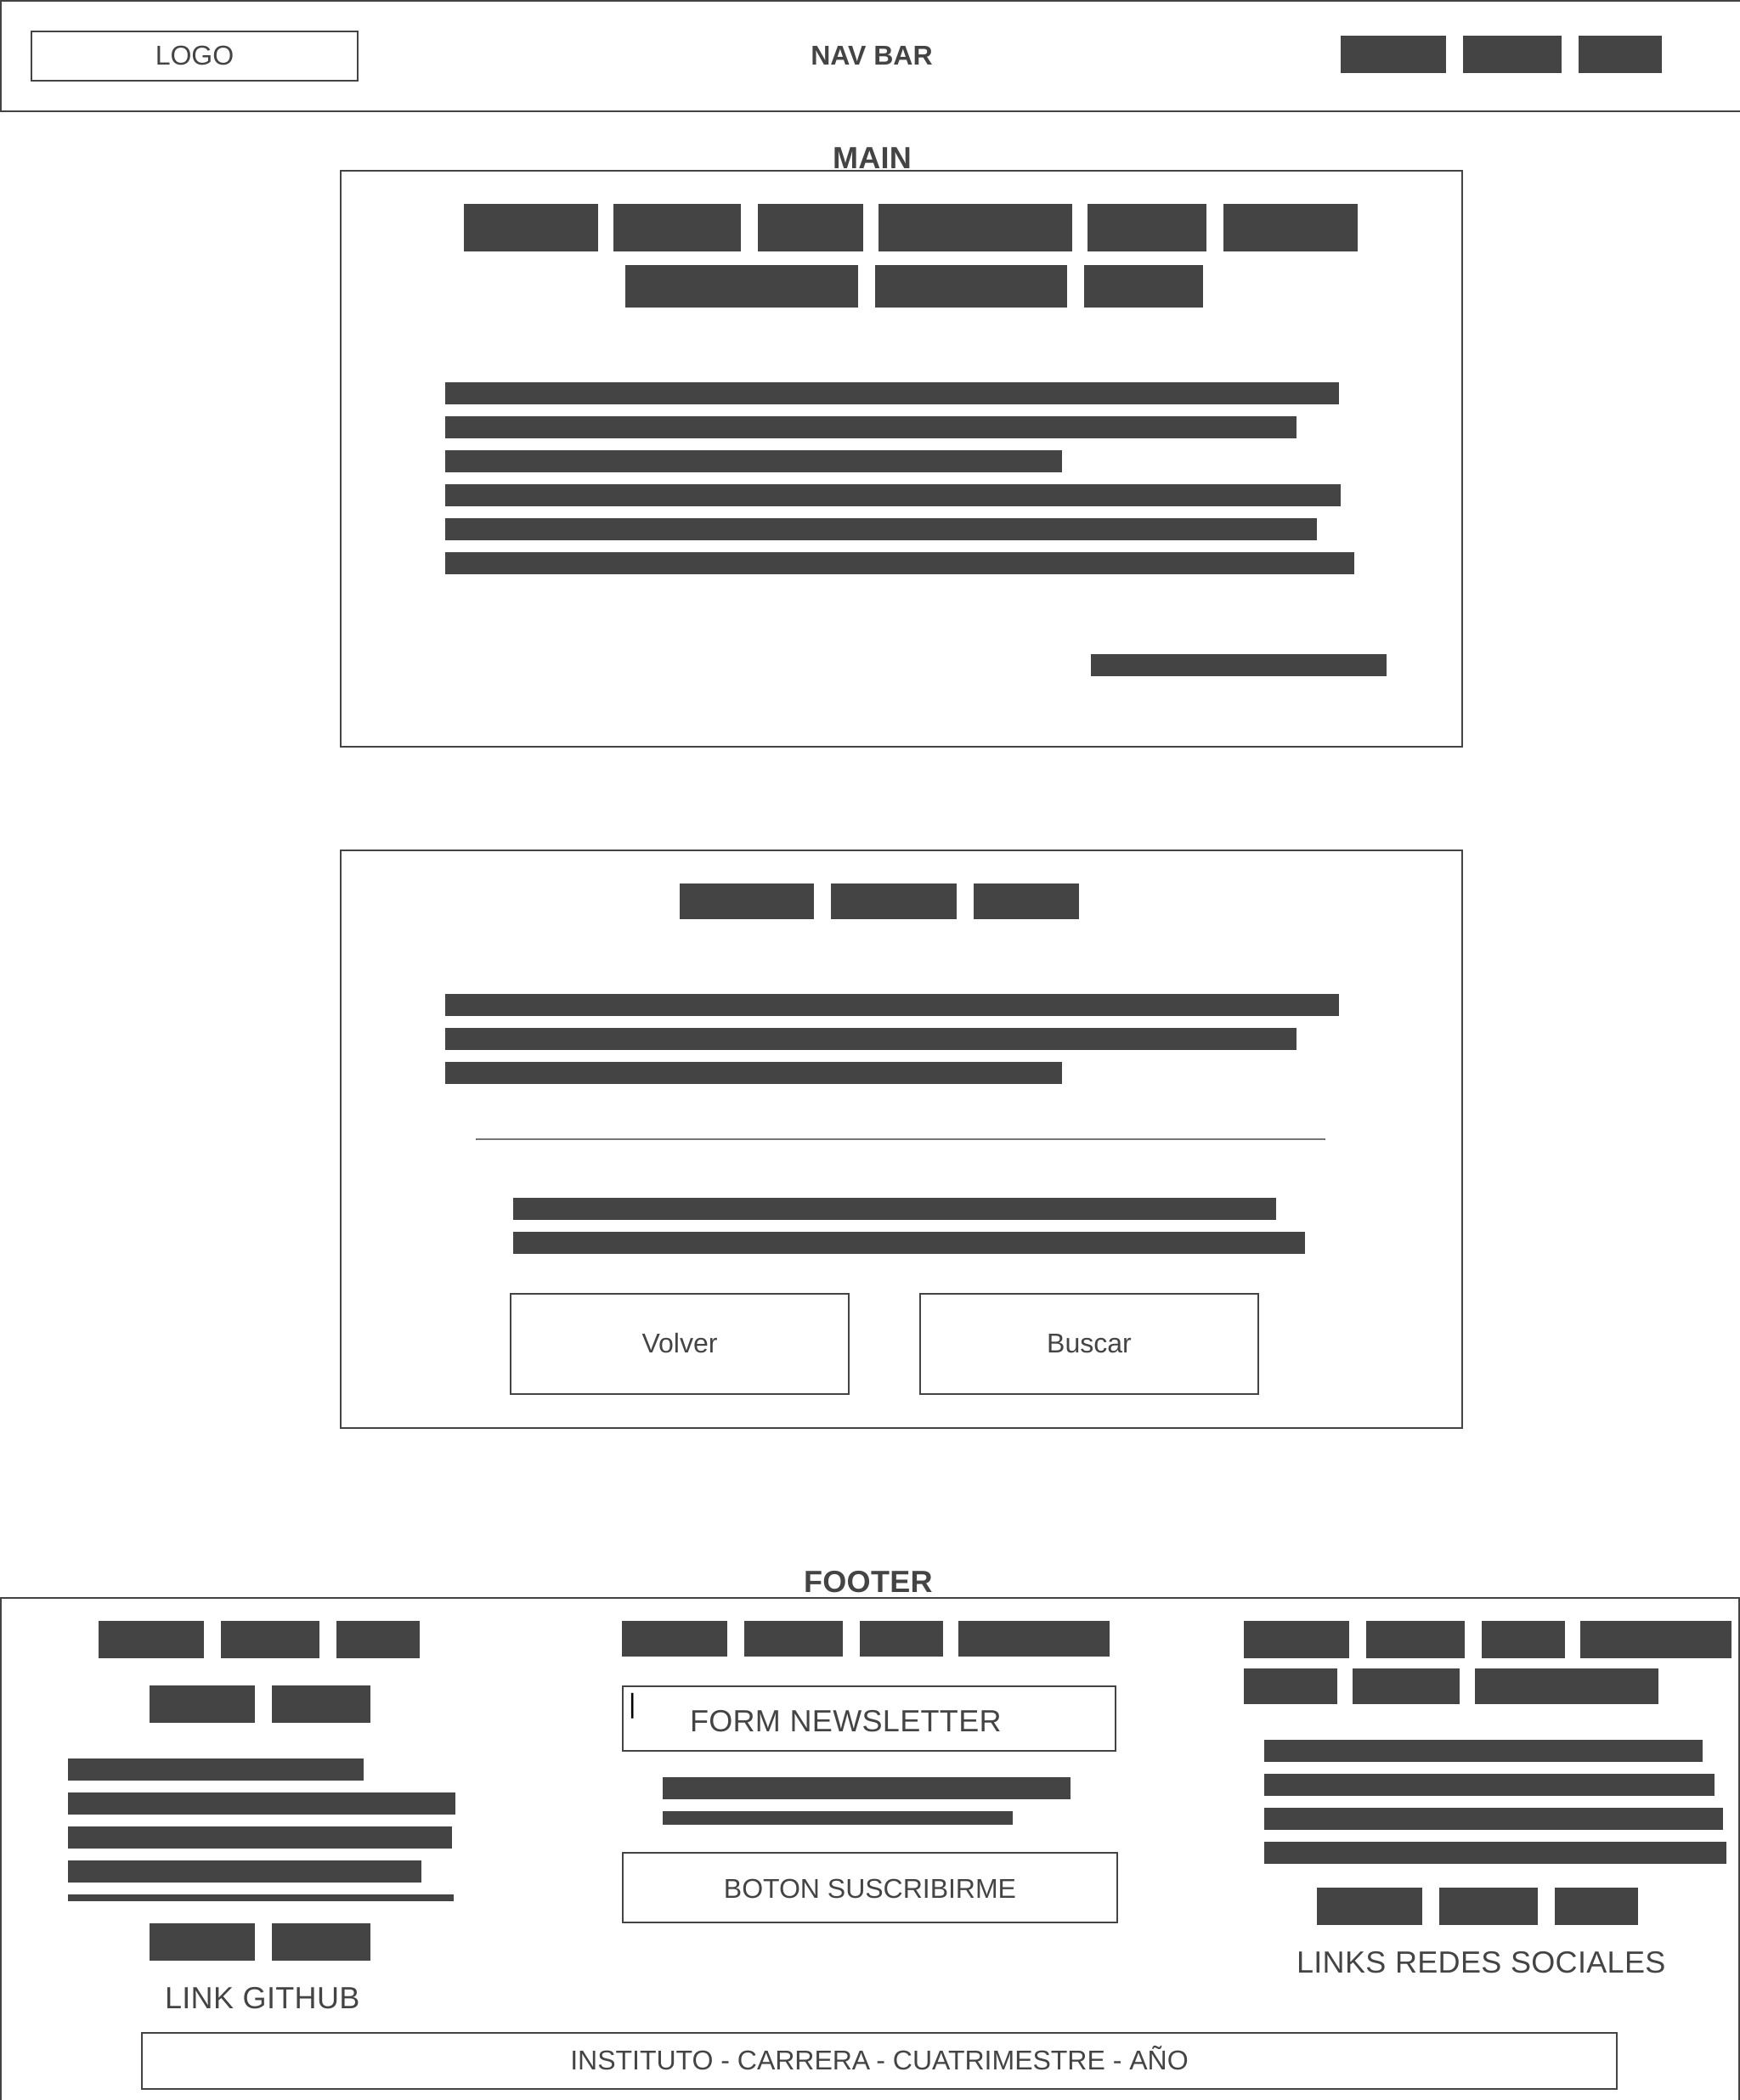 LOGO
NAV BAR
MAIN
Volver
Buscar
FOOTER
FORM NEWSLETTER
BOTON SUSCRIBIRME
LINKS REDES SOCIALES
LINK GITHUB
INSTITUTO - CARRERA - CUATRIMESTRE - AÑO